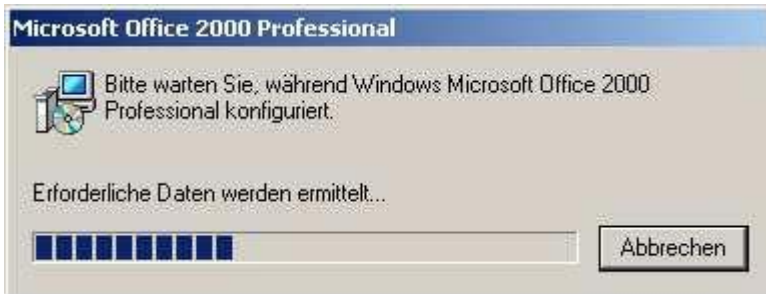 Microsoft Office 2000 Professional
Bitte warten Sie, während Windows Microsoft Office 2000
Professional konfiguriert.
Erforderliche Daten werden ermittelt...
Abbrechen